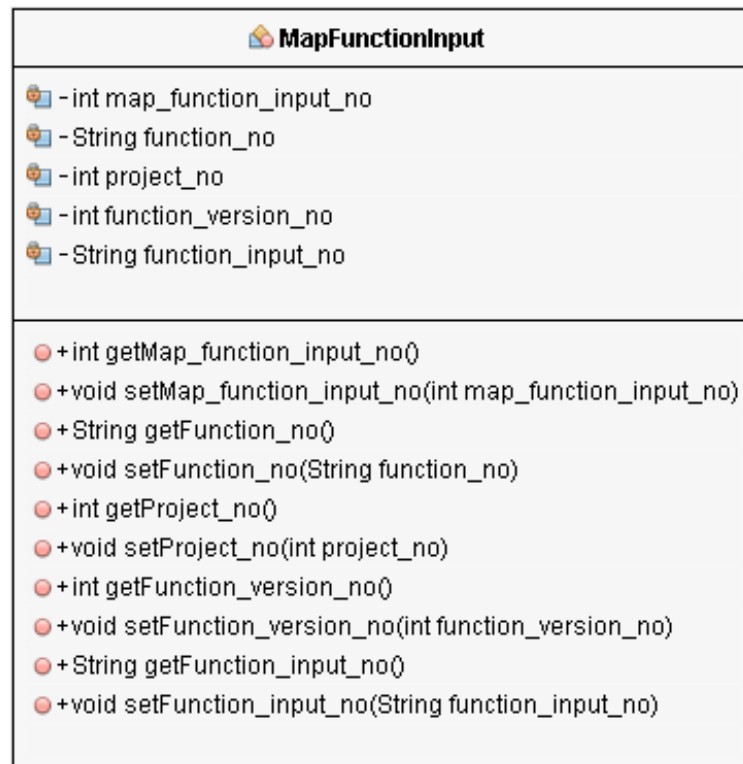 MapFunctionInput
- int map_function_input_no
- String function_no
- int project_no
- int function_version_no
- String function_input_no
+ int getMap_function_input_no()
+ void setMap_function_input_no(int map_function_input_no)
+ String getFunction_no()
+ void setFunction_no(String function_no)
+ int getProject_no()
+ void setProject_no(int project_no)
+ int getFunction_version_no()
+ void setFunction_version_no(int function_version_no)
+ String getFunction_input_no()
+ void setFunction_input_no(String function_input_no)